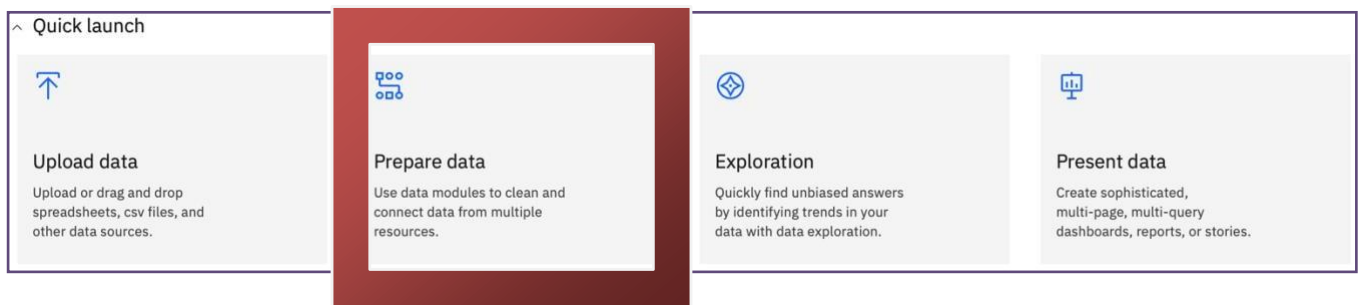 Quick launch
Upload data
Upload or drag and drop
spreadsheets, csv files, and
other data sources.
Prepare data
Use data modules to clean and
connect data from multiple
resources.
Exploration
Quickly find unbiased answers
by identifying trends in your
data with data exploration.
Present data
Create sophisticated,
multi-page, multi-query
dashboards, reports, or stories.